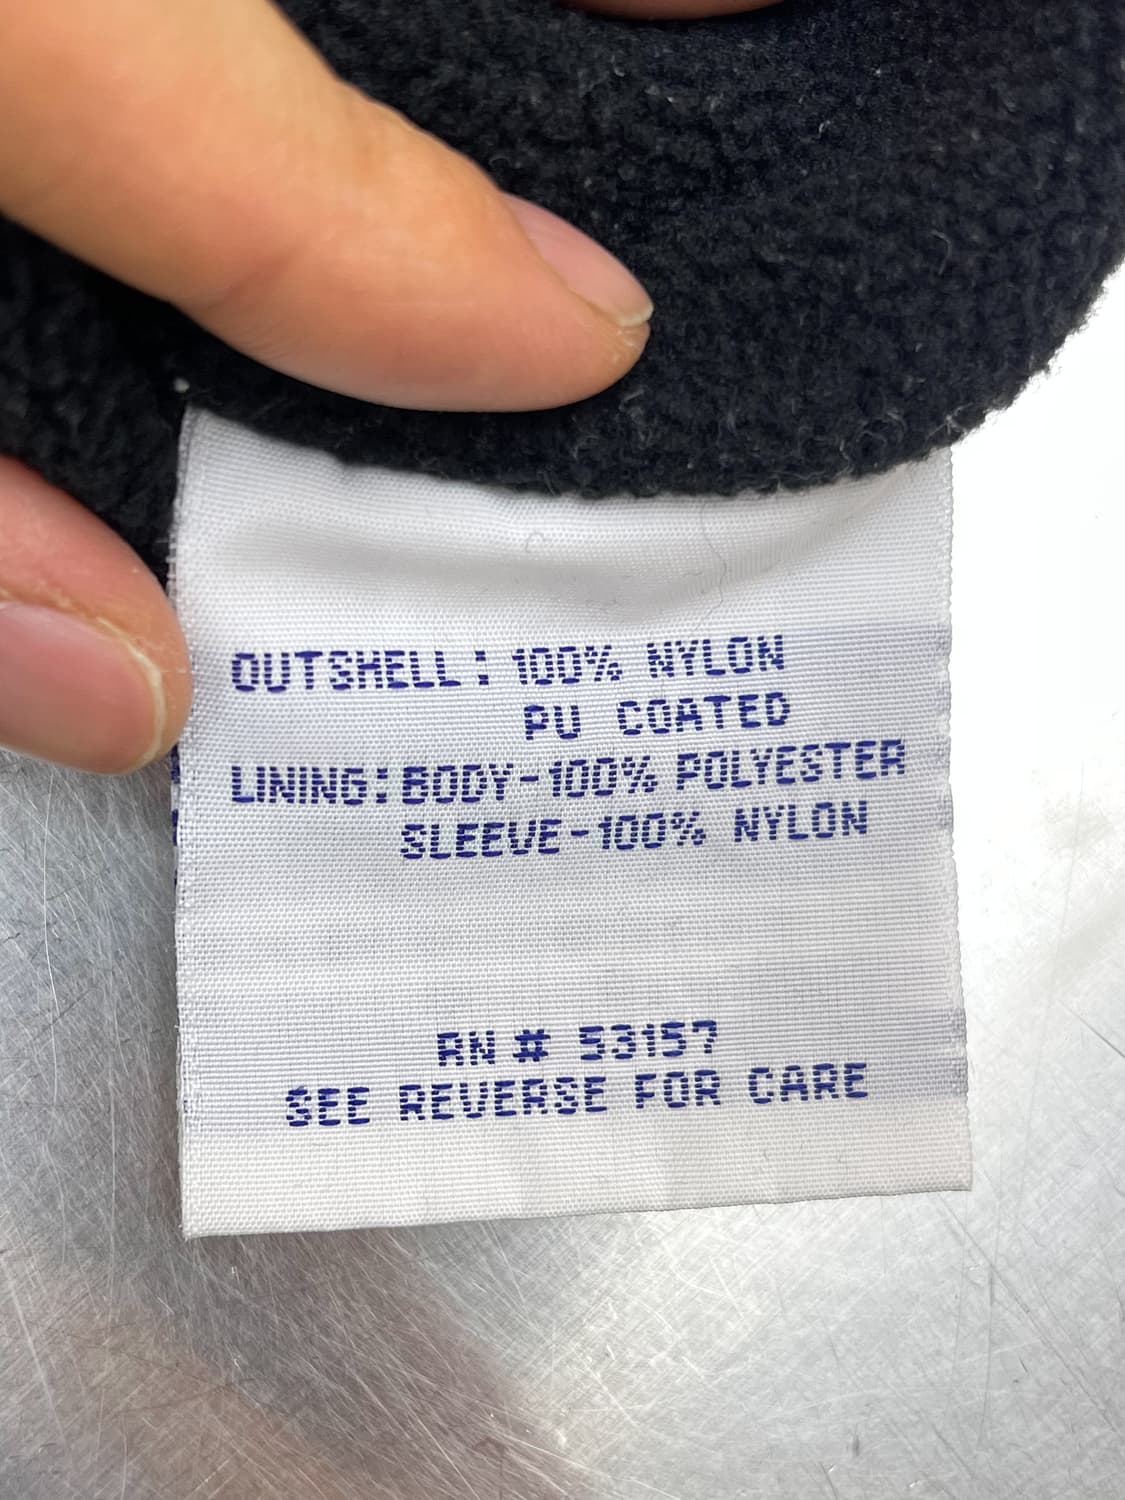 OUTSHELL: 100% NYLON
PU COATED
LINING: BODY-100% POLYESTER
SLEEVE-100% NYLON
RN # 53157
SEE REVERSE FOR CARE